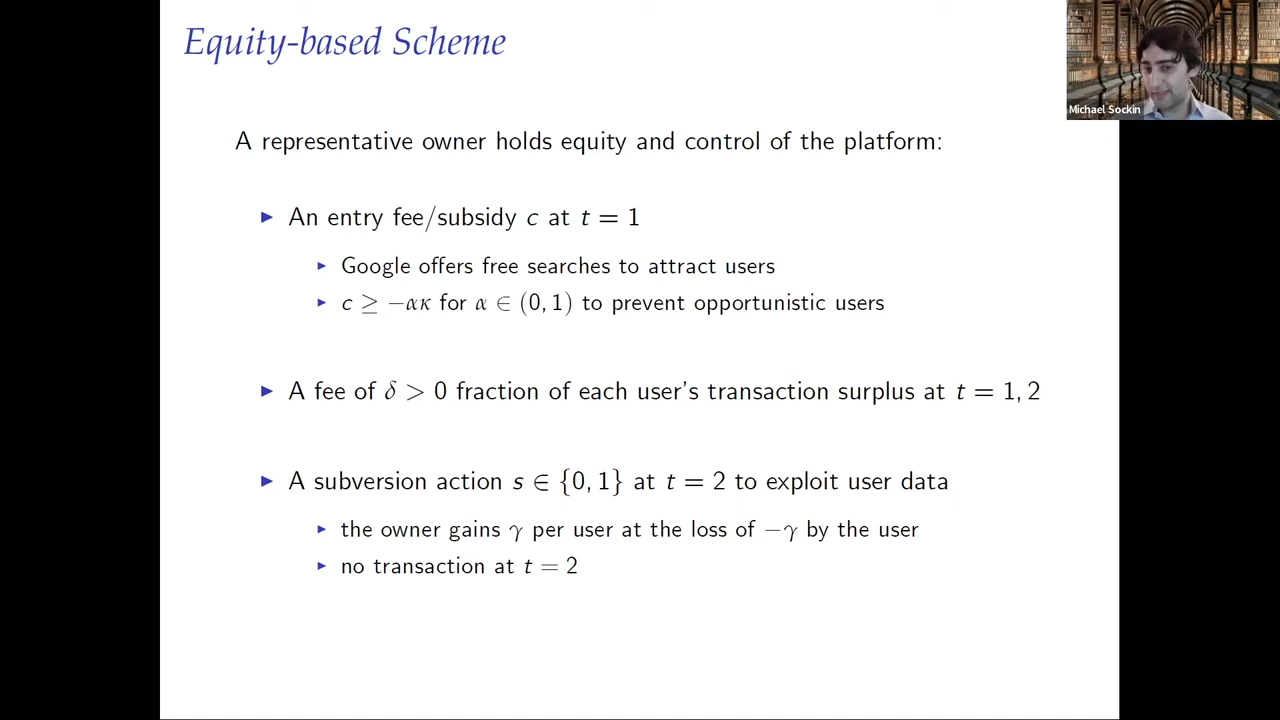 Equity-based Scheme
Michael Sockin
A representative owner holds equity and control of the platform:
▶ An entry fee/subsidy c at t = 1
▶ Google offers free searches to attract users
▶ c ≥ −ακ for α ∈ (0, 1) to prevent opportunistic users
▶ A fee of δ > 0 fraction of each user's transaction surplus at t = 1, 2
▶ A subversion action s ∈ {0, 1} at t = 2 to exploit user data
▶ the owner gains γ per user at the loss of −γ by the user
▶ no transaction at t = 2